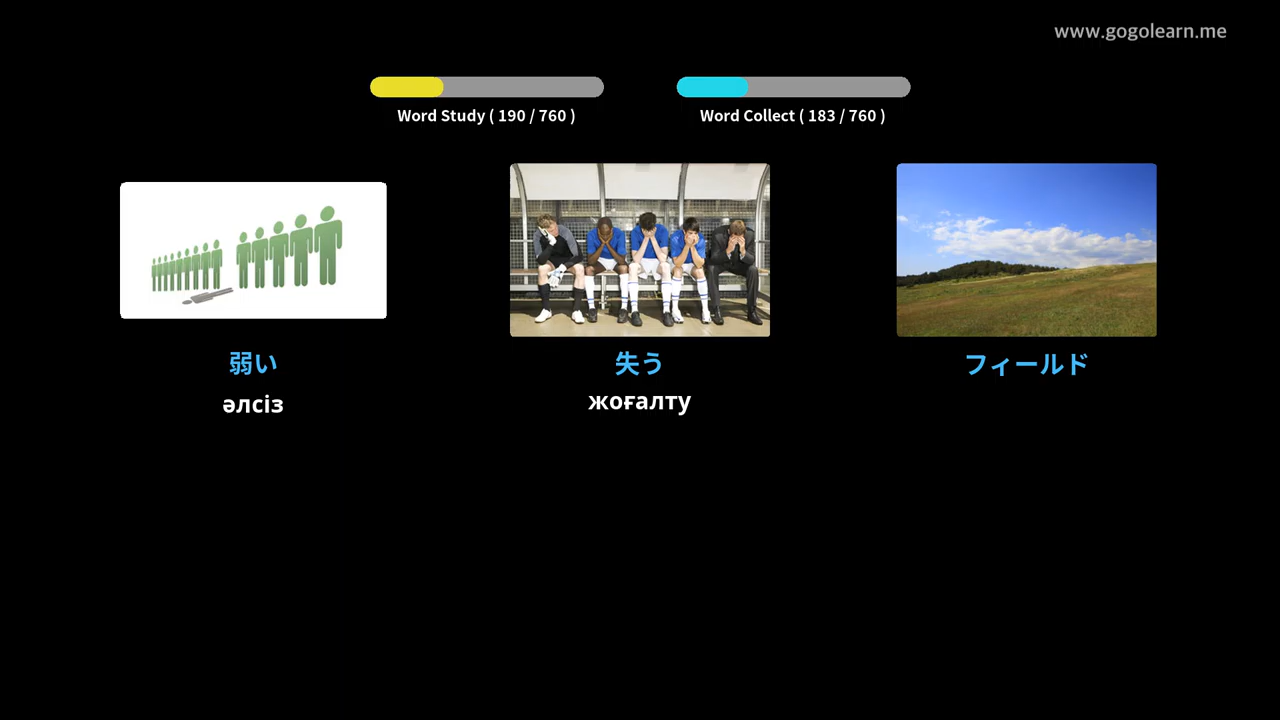 www.gogolearn.me
Word Study ( 190 / 760 )
Word Collect ( 183 / 760 )
弱い
әлсіз
失う
жоғалту
フィールド